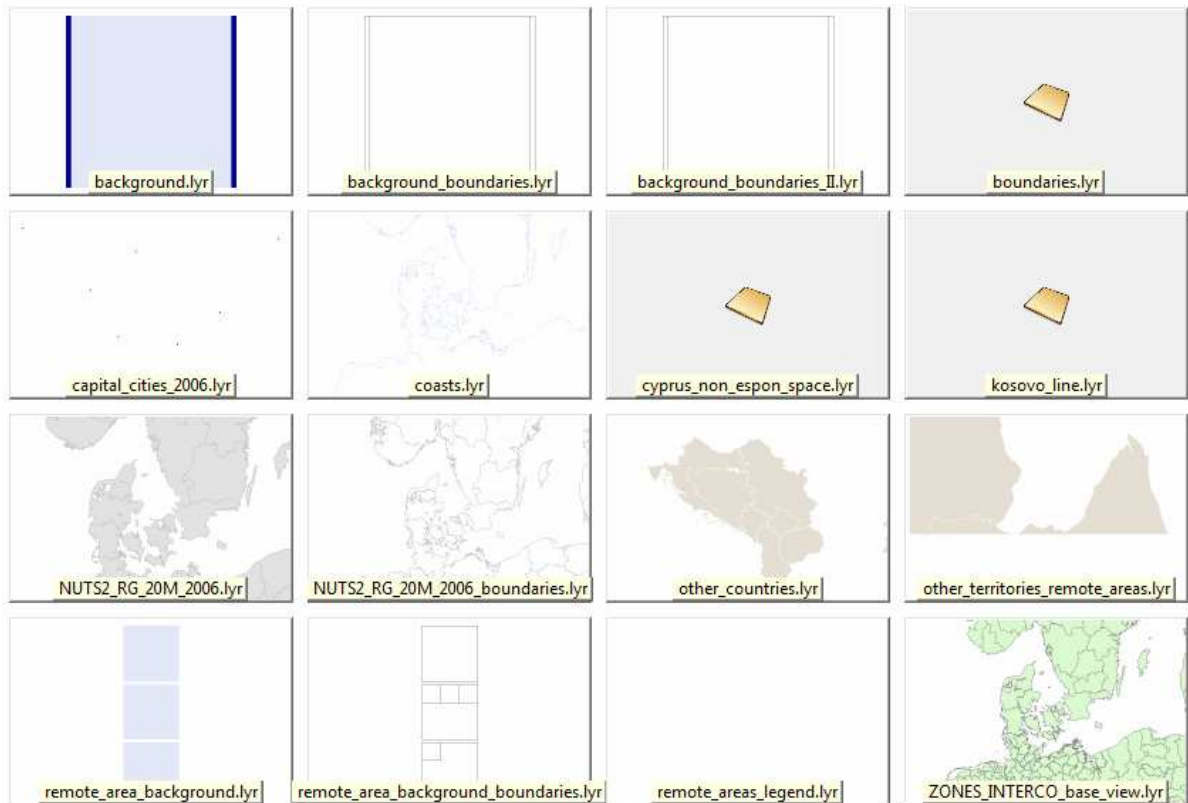 background.lyr
background_boundaries.lyr
background_boundaries_II.lyr
boundaries.lyr
capital_cities_2006.lyr
coasts.lyr
cyprus_non_espon_space.lyr
kosovo_line.lyr
NUTS2_RG_20M_2006.lyr
NUTS2_RG_20M_2006_boundaries.lyr
other_countries.lyr
other_territories_remote_areas.lyr
remote_area_background.lyr
remote_area_background_boundaries.lyr
remote_areas_legend.lyr
ZONES_INTERCO_base_view.lyr